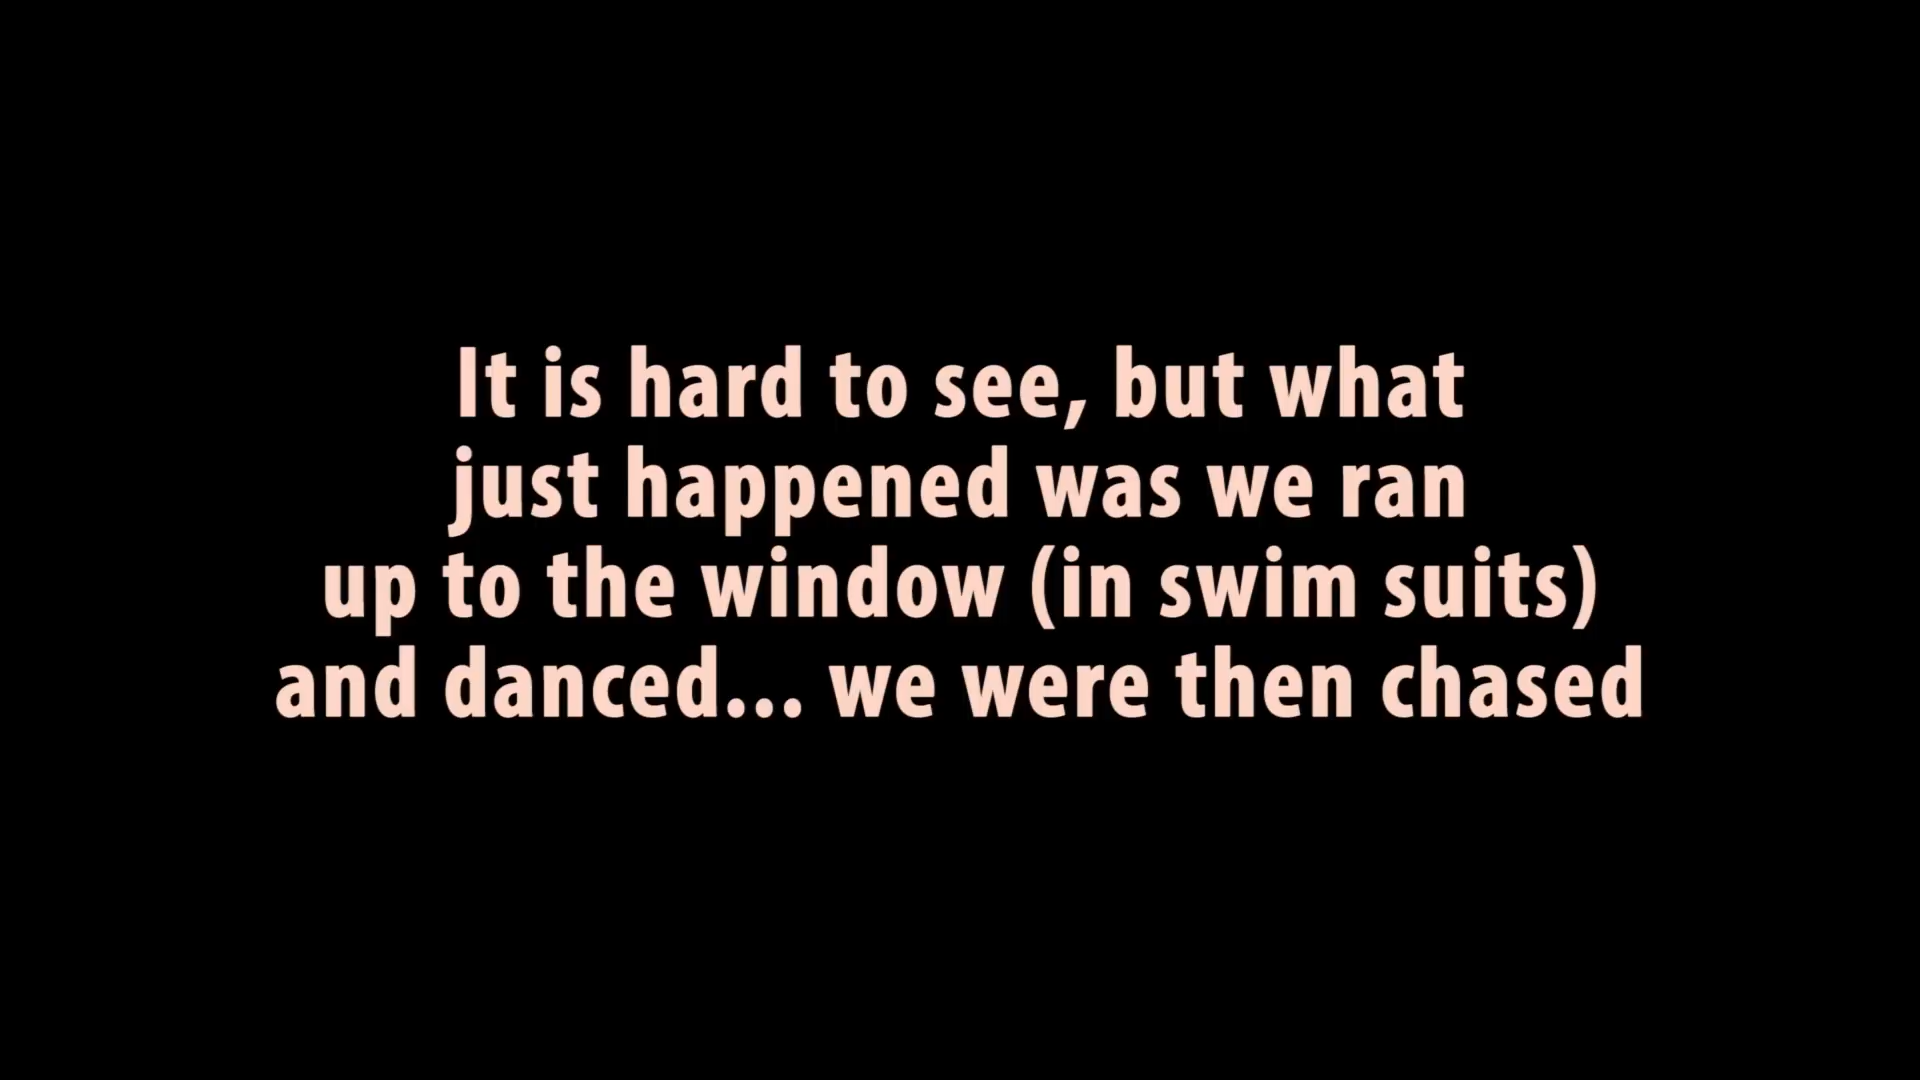 It is hard to see, but what
just happened was we ran
up to the window (in swim suits)
and danced... we were then chased